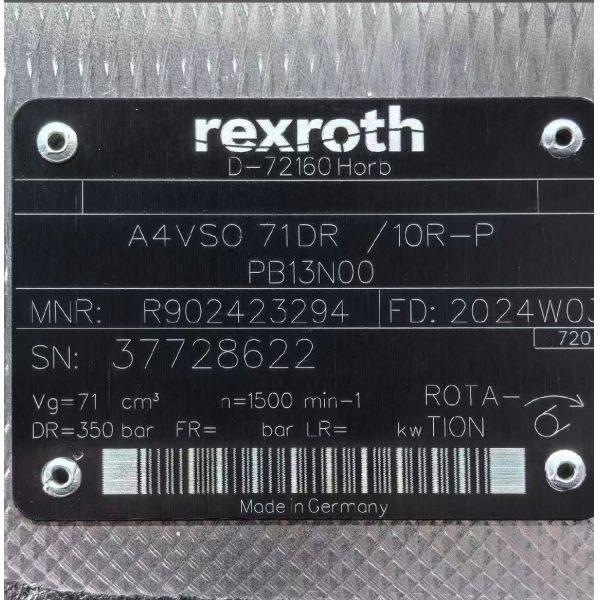 rexroth
D-72160 Horb
A4VSO 71DR /10R-P
PB13N00
MNR: R902423294 FD: 2024W03
720
SN: 37728622
Vg=71 cm³ n=1500 min-1 ROTA-
DR=350 bar FR= bar LR= kw TION
Made in Germany